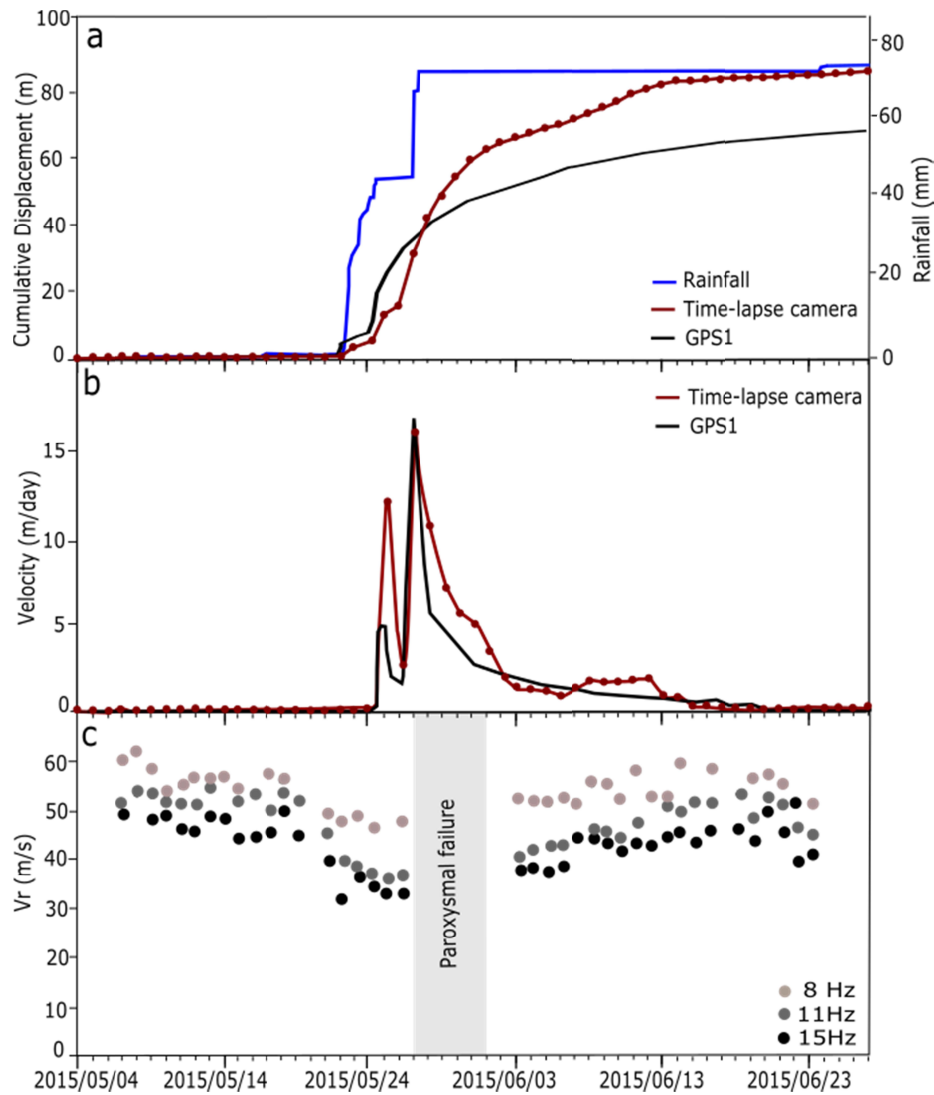 a
Cumulative Displacement (m)
100
80
60
40
20
0
Rainfall (mm)
80
60
40
20
0
Rainfall
Time-lapse camera
GPS1
b
Velocity (m/day)
15
10
5
0
Time-lapse camera
GPS1
c
Vr (m/s)
60
50
40
30
20
10
0
Paroxysmal failure
8 Hz
11Hz
15Hz
2015/05/04 2015/05/14 2015/05/24 2015/06/03 2015/06/13 2015/06/23